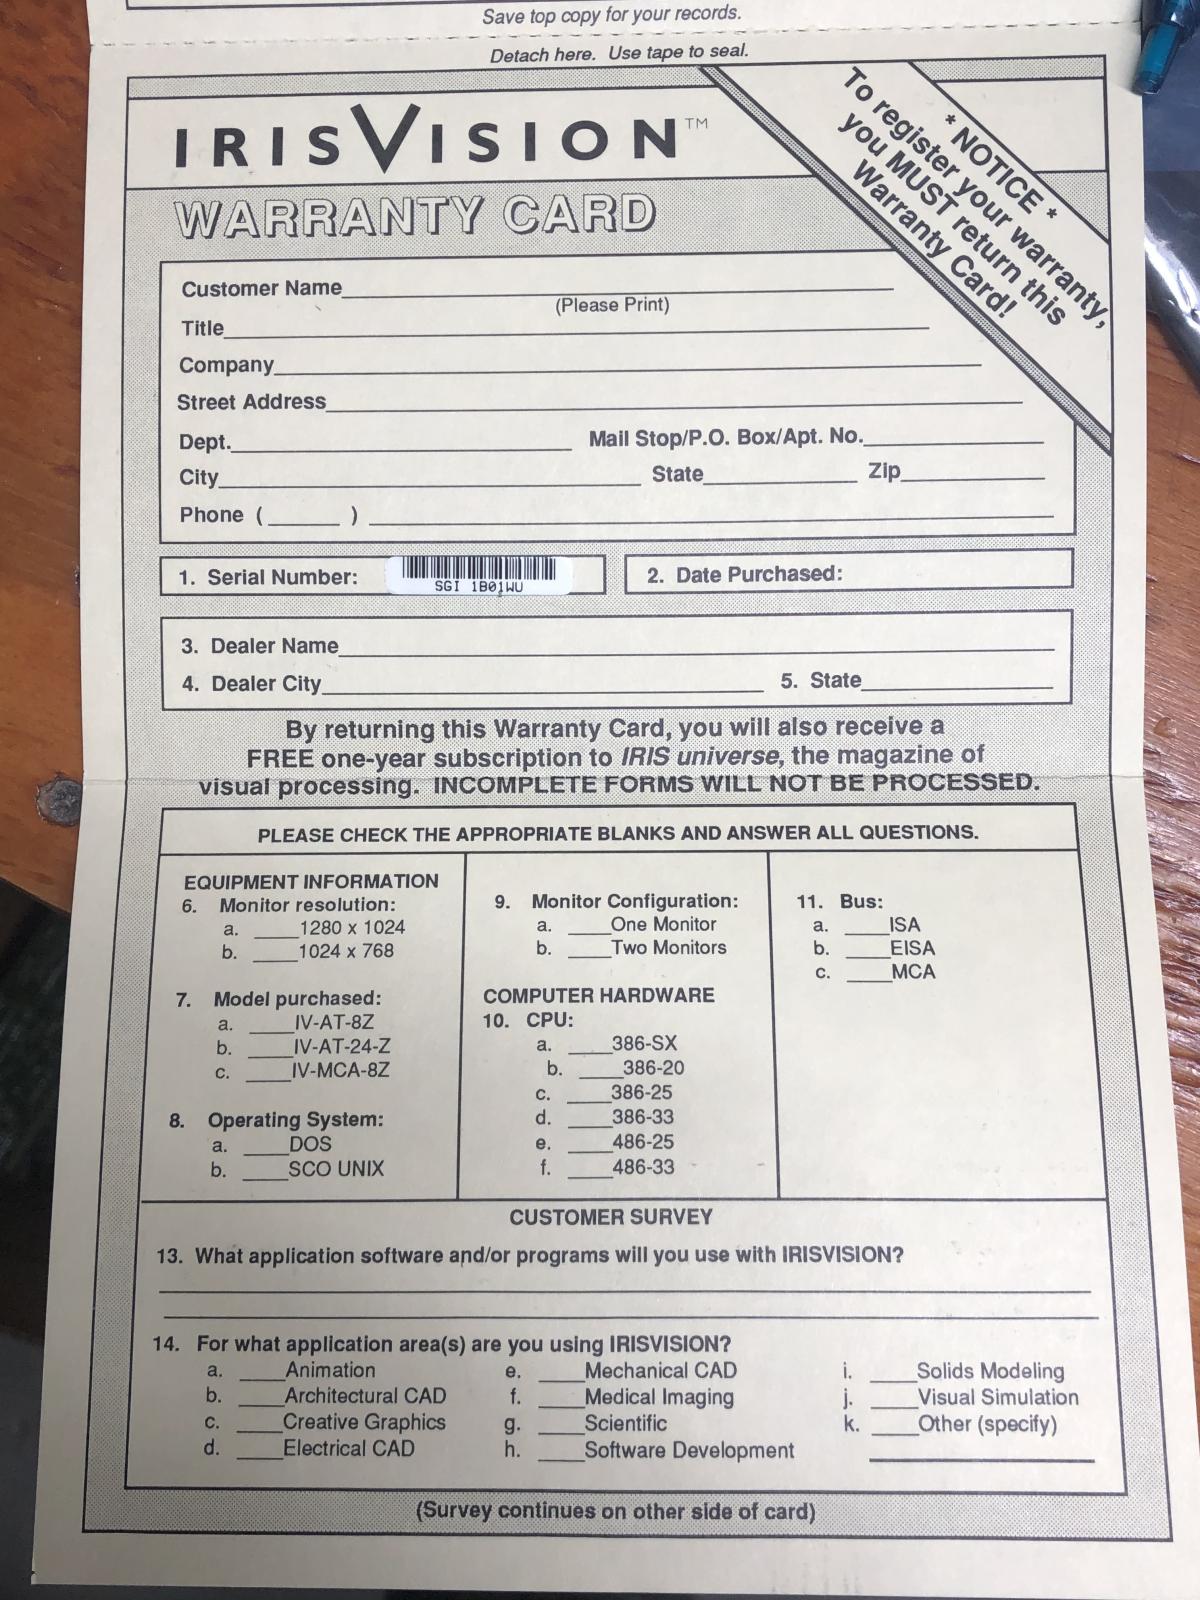 Save top copy for your records.
Detach here. Use tape to seal.
IRISVISION™
* NOTICE *
To register your warranty,
you MUST return this
Warranty Card!
WARRANTY CARD
Customer Name
(Please Print)
Title
Company
Street Address
Dept. Mail Stop/P.O. Box/Apt. No.
City State Zip
Phone ( )
1. Serial Number: SGI 1B01WU
2. Date Purchased:
3. Dealer Name
4. Dealer City 5. State
By returning this Warranty Card, you will also receive a
FREE one-year subscription to IRIS universe, the magazine of
visual processing. INCOMPLETE FORMS WILL NOT BE PROCESSED.
PLEASE CHECK THE APPROPRIATE BLANKS AND ANSWER ALL QUESTIONS.
EQUIPMENT INFORMATION
6. Monitor resolution:
a. 1280 x 1024
b. 1024 x 768
7. Model purchased:
a. IV-AT-8Z
b. IV-AT-24-Z
c. IV-MCA-8Z
8. Operating System:
a. DOS
b. SCO UNIX
9. Monitor Configuration:
a. One Monitor
b. Two Monitors
COMPUTER HARDWARE
10. CPU:
a. 386-SX
b. 386-20
c. 386-25
d. 386-33
e. 486-25
f. 486-33
11. Bus:
a. ISA
b. EISA
c. MCA
CUSTOMER SURVEY
13. What application software and/or programs will you use with IRISVISION?
14. For what application area(s) are you using IRISVISION?
a. Animation
b. Architectural CAD
c. Creative Graphics
d. Electrical CAD
e. Mechanical CAD
f. Medical Imaging
g. Scientific
h. Software Development
i. Solids Modeling
j. Visual Simulation
k. Other (specify)
(Survey continues on other side of card)